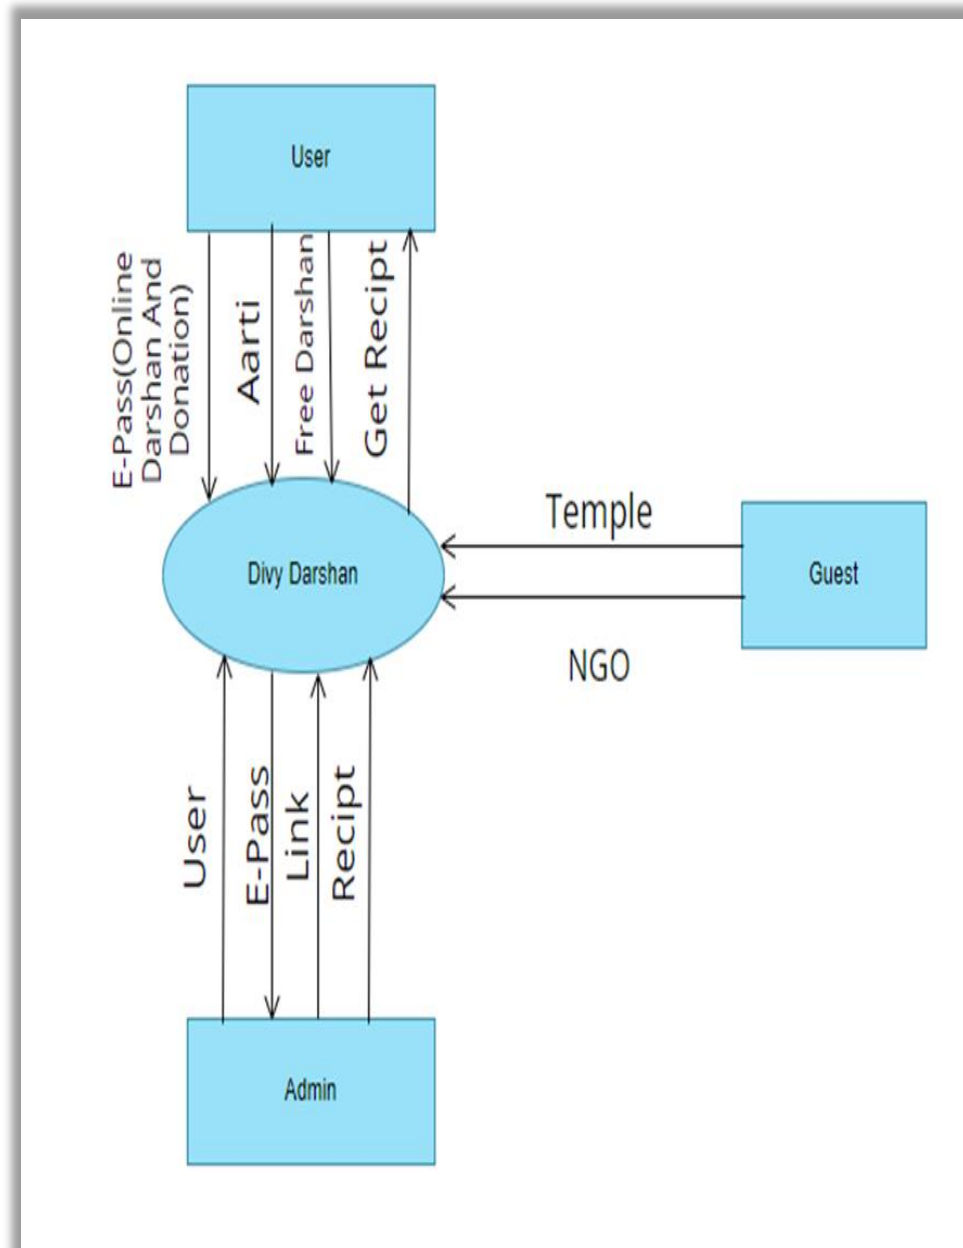 User
E-Pass(Online
Darshan And
Donation)
Aarti
Free Darshan
Get Recipt
Temple
Divy Darshan
Guest
NGO
User
E-Pass
Link
Recipt
Admin